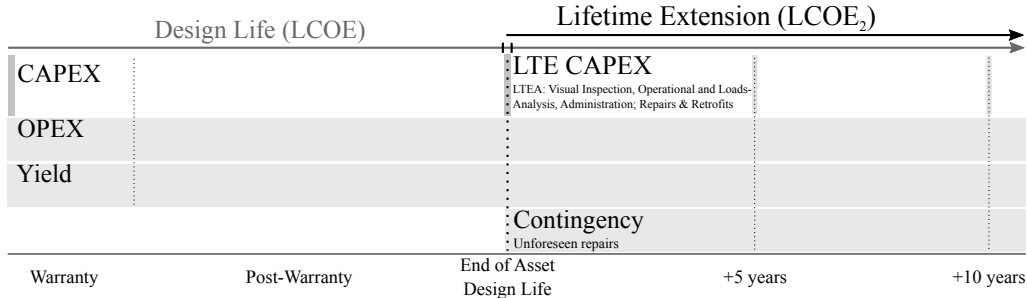 Design Life (LCOE)
Lifetime Extension (LCOE₂)
CAPEX
LTE CAPEX
LTEA: Visual Inspection, Operational and Loads-
Analysis, Administration; Repairs & Retrofits
OPEX
Yield
Contingency
Unforeseen repairs
Warranty
Post-Warranty
End of Asset
Design Life
+5 years
+10 years